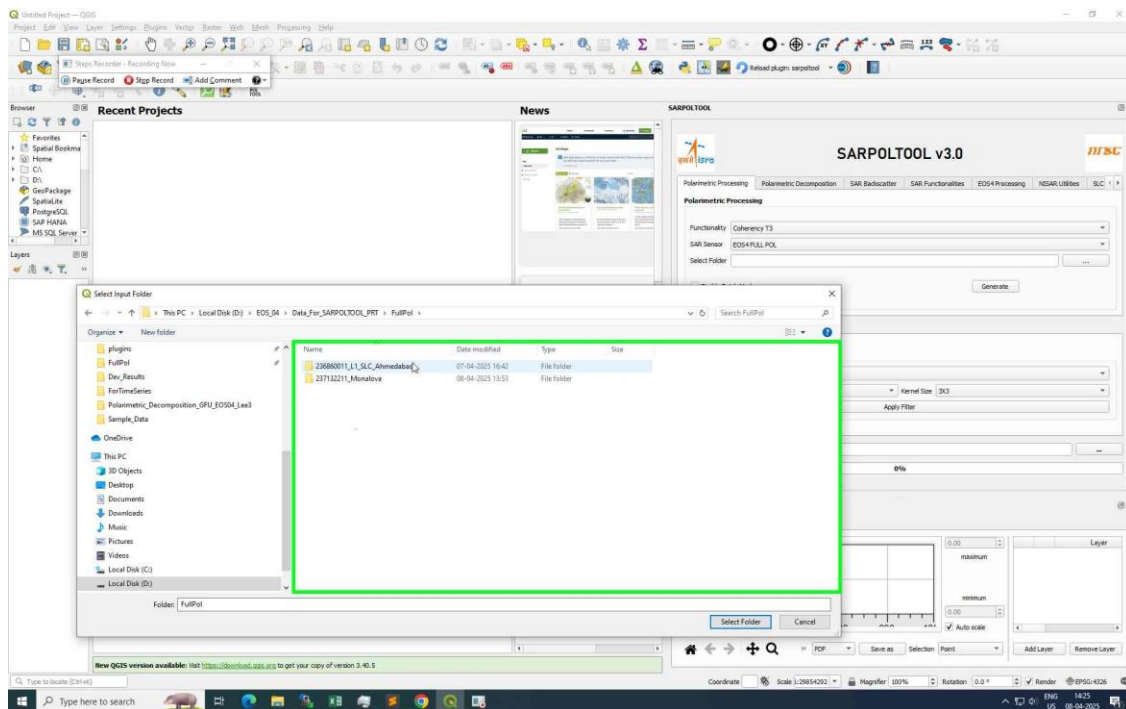 Untitled Project — QGIS
Project Edit View Layer Settings Plugins Vector Raster Web Mesh Processing Help
Steps Recorder - Recording Now
Pause Record Stop Record Add Comment
Reload plugin: sarpoltool
Browser
Recent Projects
News
SARPOLTOOL
Favorites
Spatial Bookma
Home
C:\
D:\
GeoPackage
SpatiaLite
PostgreSQL
SAP HANA
MS SQL Server
Layers
इसरो isro
SARPOLTOOL v3.0
Polarimetric Processing Polarimetric Decomposition SAR Backscatter SAR Functionalities EOS4 Processing NISAR Utilities SLC
Polarimetric Processing
Functionality Coherency T3
SAR Sensor EOS4 FULL POL
Select Folder ...
Generate
Select Input Folder
This PC › Local Disk (D:) › EOS_04 › Data_For_SARPOLTOOL_PRT › FullPol ›
Search FullPol
Organize New folder
Name Date modified Type Size
236860011_L1_SLC_Ahmedabad 07-04-2025 16:42 File folder
237132211_Monalova 08-04-2025 13:53 File folder
plugins
FullPol
Dev_Results
ForTimeSeries
Polarimetric_Decomposition_GFU_EOS04_Lee3
Sample_Data
OneDrive
This PC
3D Objects
Desktop
Documents
Downloads
Music
Pictures
Videos
Local Disk (C:)
Local Disk (D:)
Folder: FullPol
Select Folder Cancel
Kernel Size 3X3
Apply Filter
...
0%
0.00
maximum
minimum
0.00
Auto scale
Layer
PDF Save as Selection Point Add Layer Remove Layer
New QGIS version available: Visit https://download.qgis.org to get your copy of version 3.40.5
Type to locate (Ctrl+K)
Coordinate Scale 1:29854292 Magnifier 100% Rotation 0.0 ° Render EPSG:4326
Type here to search
ENG 14:25
US 08-04-2025